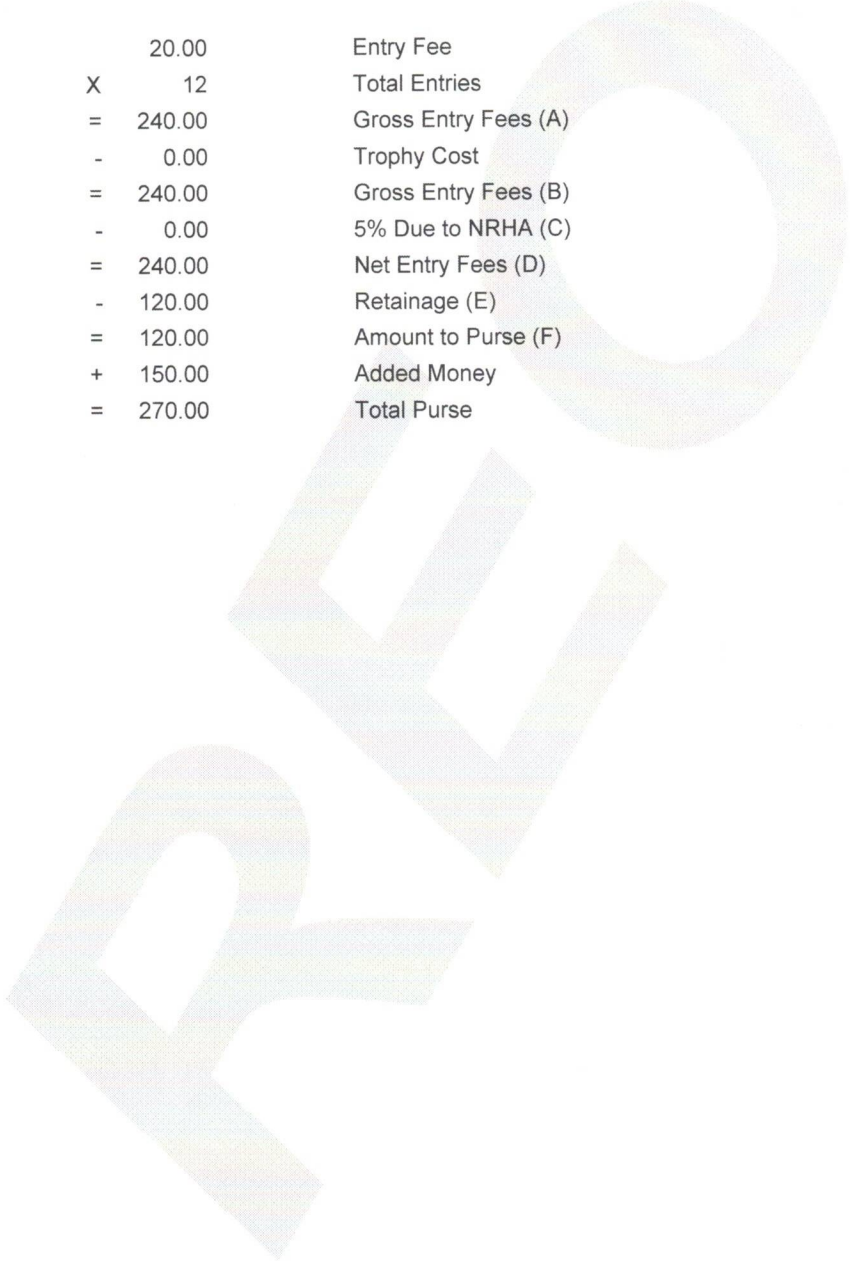 20.00 Entry Fee
X 12 Total Entries
= 240.00 Gross Entry Fees (A)
- 0.00 Trophy Cost
= 240.00 Gross Entry Fees (B)
- 0.00 5% Due to NRHA (C)
= 240.00 Net Entry Fees (D)
- 120.00 Retainage (E)
= 120.00 Amount to Purse (F)
+ 150.00 Added Money
= 270.00 Total Purse
REO